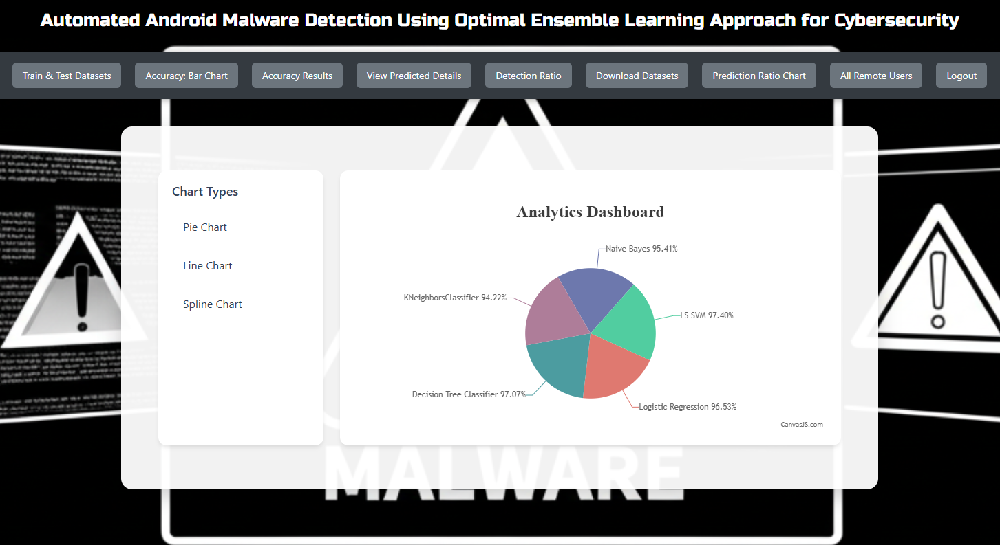 Automated Android Malware Detection Using Optimal Ensemble Learning Approach for Cybersecurity
Train & Test Datasets
Accuracy: Bar Chart
Accuracy Results
View Predicted Details
Detection Ratio
Download Datasets
Prediction Ratio Chart
All Remote Users
Logout
Chart Types
Pie Chart
Line Chart
Spline Chart
Analytics Dashboard
Naive Bayes 95.41%
KNeighborsClassifier 94.22%
LS SVM 97.40%
Decision Tree Classifier 97.07%
Logistic Regression 96.53%
CanvasJS.com
MALWARE